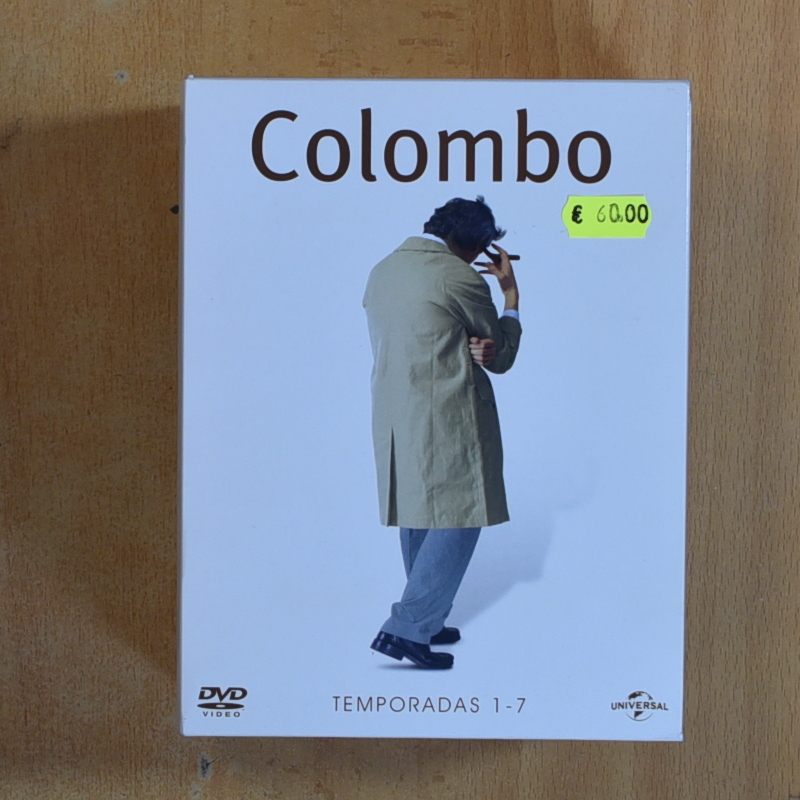 Colombo
€ 60.00
DVD
VIDEO
TEMPORADAS 1-7
UNIVERSAL